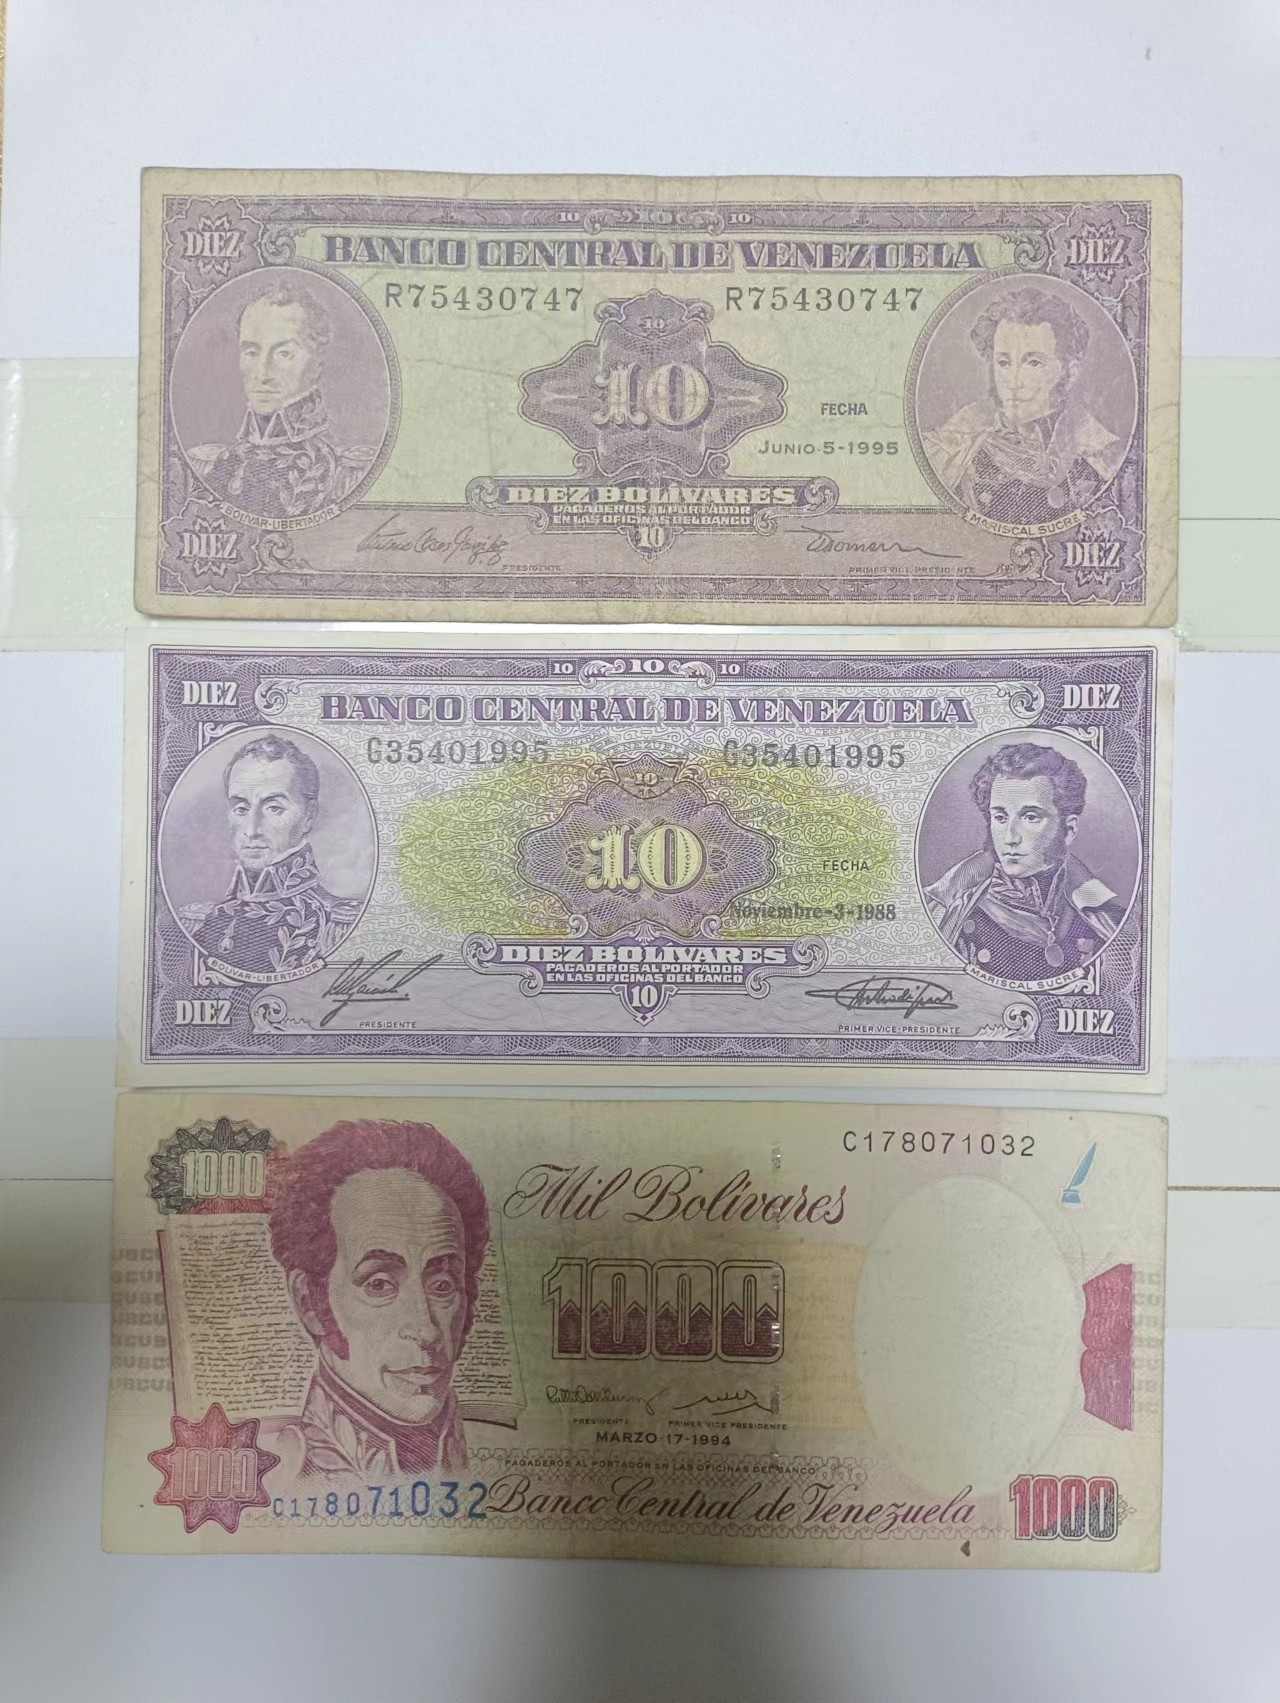 10 10 10
DIEZ DIEZ
BANCO CENTRAL DE VENEZUELA
R75430747 R75430747
10
10
FECHA
JUNIO-5-1995
DIEZ BOLÍVARES
PAGADEROS AL PORTADOR
EN LAS OFICINAS DEL BANCO
BOLIVAR-LIBERTADOR MARISCAL SUCRE
DIEZ 10 DIEZ
PRESIDENTE PRIMER VICE-PRESIDENTE
10 10 10
DIEZ DIEZ
BANCO CENTRAL DE VENEZUELA
G35401995 G35401995
10
10
FECHA
Noviembre-3-1988
DIEZ BOLÍVARES
PAGADEROS AL PORTADOR
EN LAS OFICINAS DEL BANCO
BOLIVAR-LIBERTADOR MARISCAL SUCRE
DIEZ 10 DIEZ
PRESIDENTE PRIMER VICE-PRESIDENTE
C178071032
1000
Mil Bolívares
1000
PRESIDENTE PRIMER VICE PRESIDENTE
MARZO-17-1994
PAGADEROS AL PORTADOR EN LAS OFICINAS DEL BANCO
1000
C178071032 Banco Central de Venezuela 1000